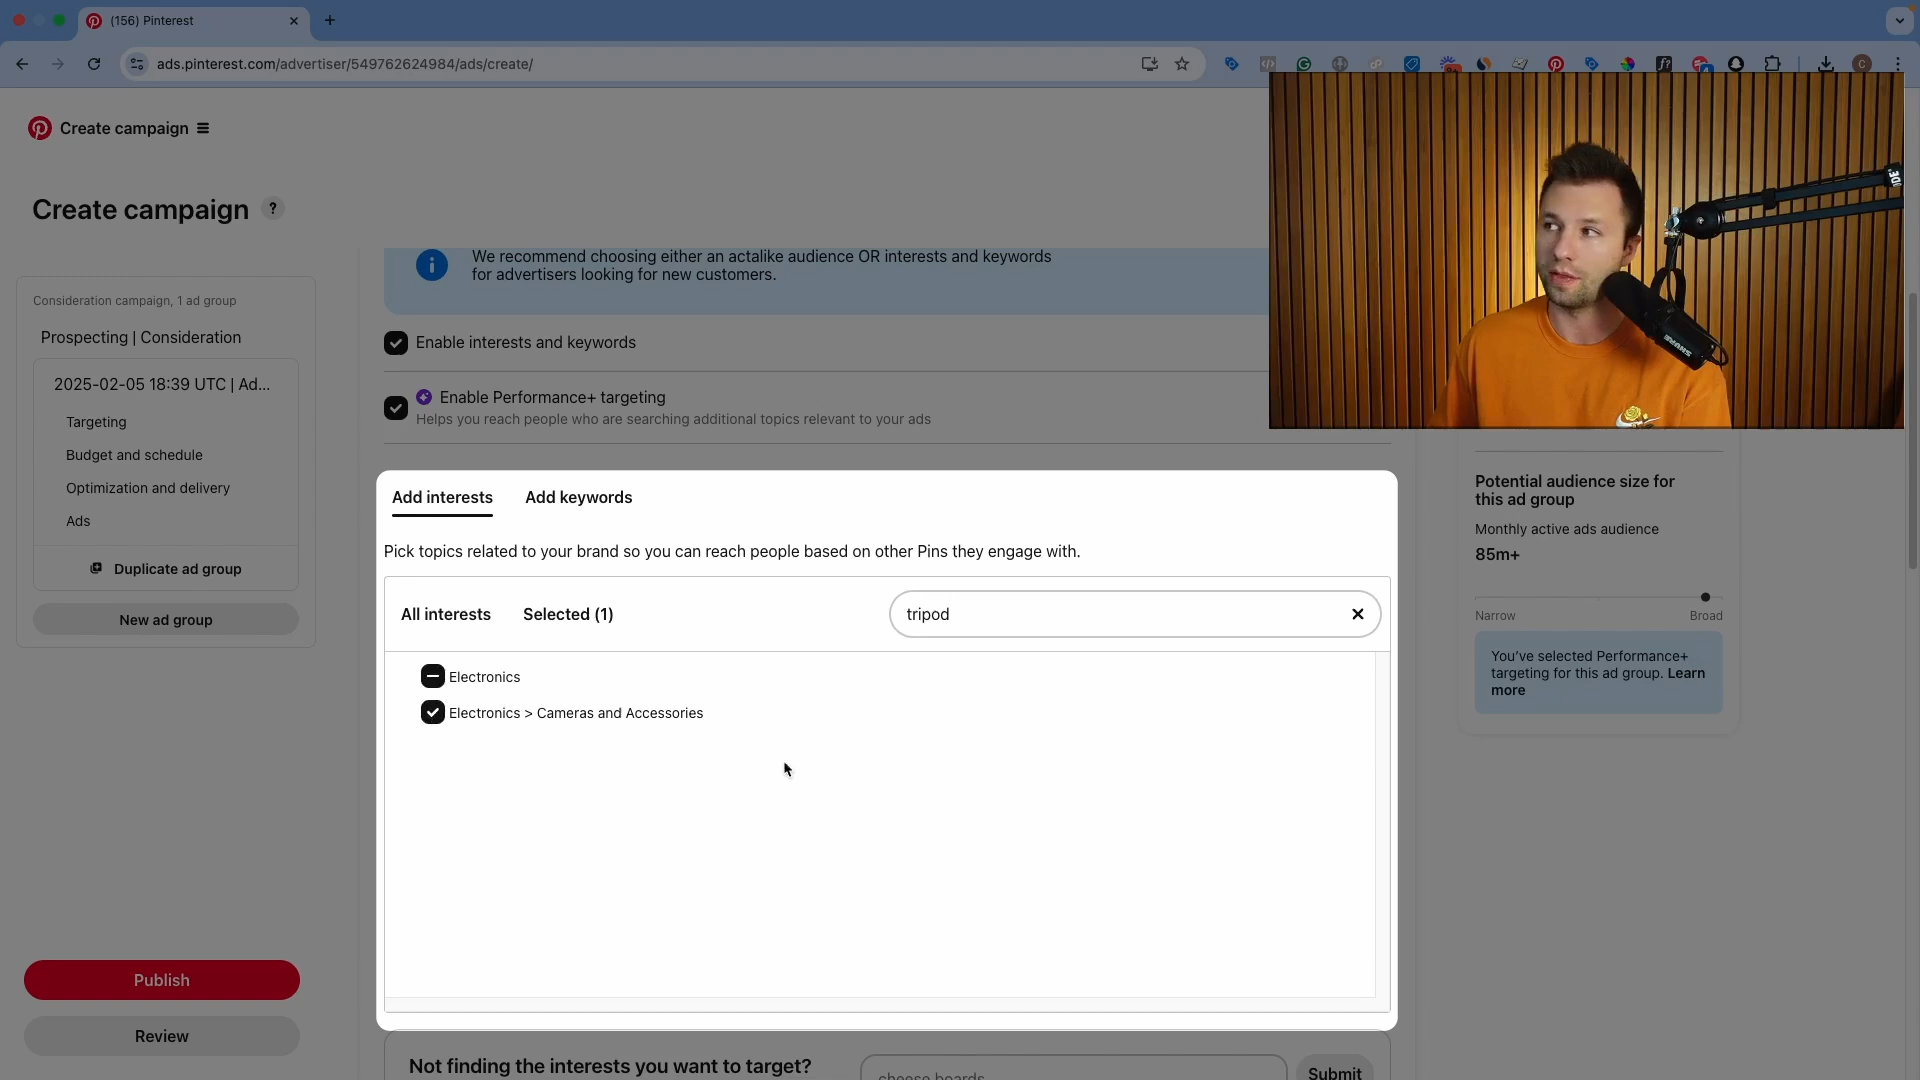 (156) Pinterest
ads.pinterest.com/advertiser/549762624984/ads/create/
Create campaign
Create campaign ?
Consideration campaign, 1 ad group
Prospecting | Consideration
2025-02-05 18:39 UTC | Ad...
Targeting
Budget and schedule
Optimization and delivery
Ads
Duplicate ad group
New ad group
Publish
Review
We recommend choosing either an actalike audience OR interests and keywords
for advertisers looking for new customers.
Enable interests and keywords
Enable Performance+ targeting
Helps you reach people who are searching additional topics relevant to your ads
Add interests Add keywords
Pick topics related to your brand so you can reach people based on other Pins they engage with.
All interests Selected (1) tripod
Electronics
Electronics > Cameras and Accessories
Not finding the interests you want to target?
choose boards
Submit
Potential audience size for
this ad group
Monthly active ads audience
85m+
Narrow Broad
You've selected Performance+
targeting for this ad group. Learn
more